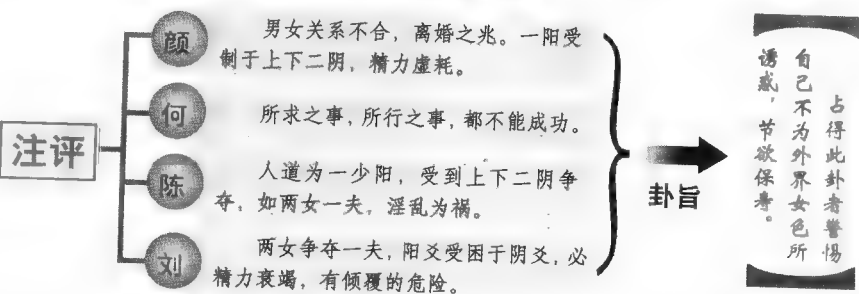 注评
颜
男女关系不合，离婚之兆。一阳受
制于上下二阴，精力虚耗。
何
所求之事，所行之事，都不能成功。
陈
人道为一少阳，受到上下二阴争
夺，如两女一夫，淫乱为祸。
刘
两女争夺一夫，阳爻受困于阴爻，必
精力衰竭，有倾覆的危险。
卦旨
占得此卦者警惕
自己不为外界女色所
诱惑，节欲保身。